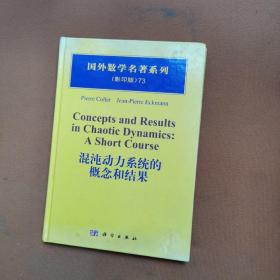 国外数学名著系列
(影印版)73
Pierre Collet Jean-Pierre Eckmann
Concepts and Results
in Chaotic Dynamics:
A Short Course
混沌动力系统的
概念和结果
科学出版社